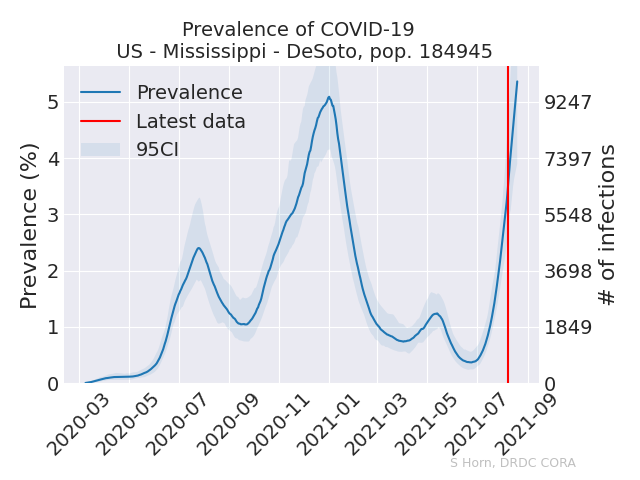 Prevalence of COVID-19
US - Mississippi - DeSoto, pop. 184945
Prevalence
Latest data
95CI
Prevalence (%)
5
4
3
2
1
0
9247
7397
5548
3698
1849
0
# of infections
2020-03
2020-05
2020-07
2020-09
2020-11
2021-01
2021-03
2021-05
2021-07
2021-09
S Horn, DRDC CORA